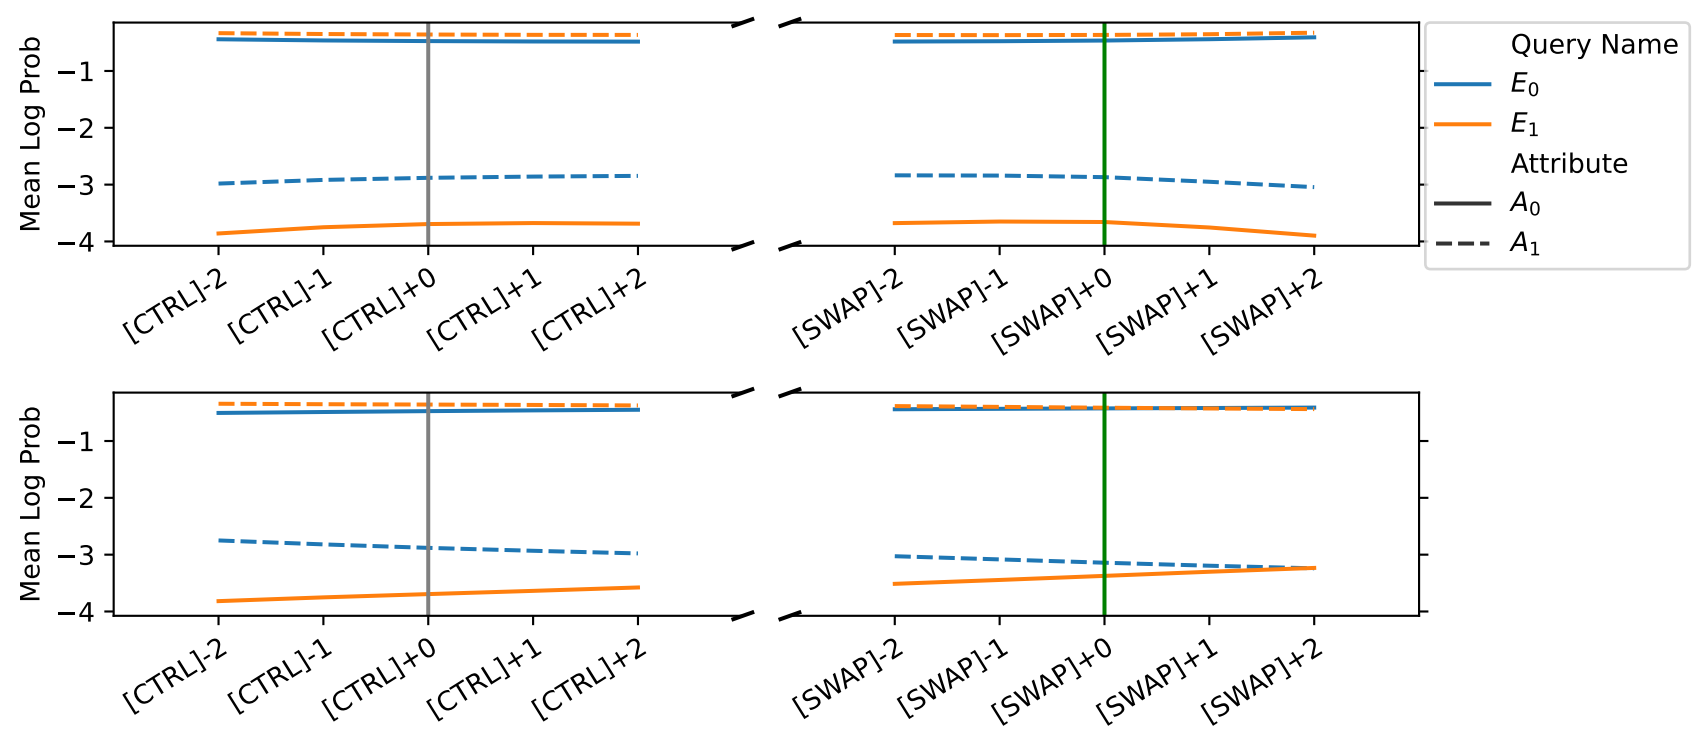 Mean Log Prob
−1
−2
−3
−4
[CTRL]-2
[CTRL]-1
[CTRL]+0
[CTRL]+1
[CTRL]+2
[SWAP]-2
[SWAP]-1
[SWAP]+0
[SWAP]+1
[SWAP]+2
Query Name
E₀
E₁
Attribute
A₀
A₁
Mean Log Prob
−1
−2
−3
−4
[CTRL]-2
[CTRL]-1
[CTRL]+0
[CTRL]+1
[CTRL]+2
[SWAP]-2
[SWAP]-1
[SWAP]+0
[SWAP]+1
[SWAP]+2